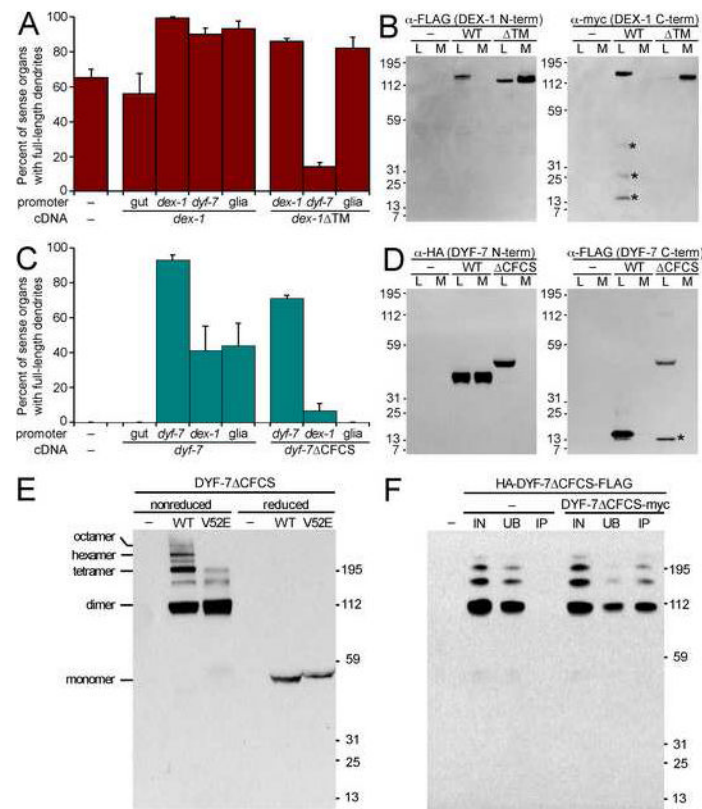 A
Percent of sense organs
with full-length dendrites
100
80
60
40
20
0
promoter – gut dex-1 dyf-7 glia dex-1 dyf-7 glia
cDNA – dex-1 dex-1ΔTM
B
α-FLAG (DEX-1 N-term) α-myc (DEX-1 C-term)
– WT ΔTM – WT ΔTM
L M L M L M L M L M L M
195 195
112 112
59 59
31 31
25 25
13 13
7 7
*
*
*
C
Percent of sense organs
with full-length dendrites
100
80
60
40
20
0
promoter – gut dyf-7 dex-1 glia dyf-7 dex-1 glia
cDNA – dyf-7 dyf-7ΔCFCS
D
α-HA (DYF-7 N-term) α-FLAG (DYF-7 C-term)
– WT ΔCFCS – WT ΔCFCS
L M L M L M L M L M L M
195 195
112 112
59 59
31 31
25 25
13 13
7 7
*
E
DYF-7ΔCFCS
nonreduced reduced
– WT V52E – WT V52E
octamer
hexamer
tetramer
dimer
monomer
195
112
59
31
25
13
F
HA-DYF-7ΔCFCS-FLAG
– DYF-7ΔCFCS-myc
– IN UB IP IN UB IP
195
112
59
31
25
13